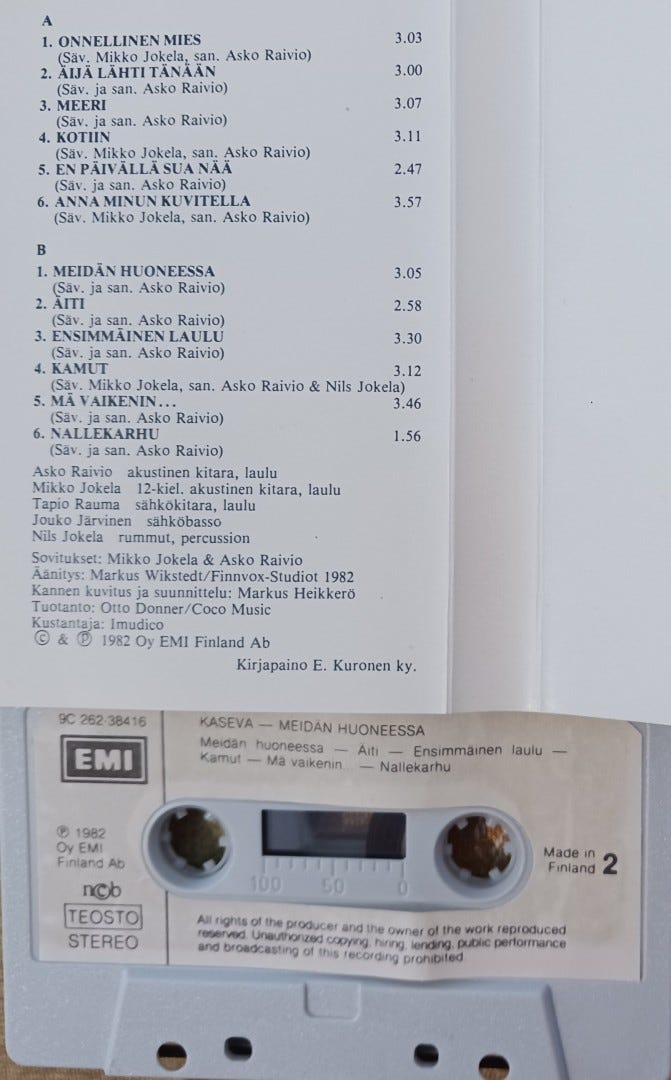 A
1. ONNELLINEN MIES 3.03
(Säv. Mikko Jokela, san. Asko Raivio)
2. ÄIJÄ LÄHTI TÄNÄÄN 3.00
(Säv. ja san. Asko Raivio)
3. MEERI 3.07
(Säv. ja san. Asko Raivio)
4. KOTIIN 3.11
(Säv. Mikko Jokela, san. Asko Raivio)
5. EN PÄIVÄLLÄ SUA NÄÄ 2.47
(Säv. ja san. Asko Raivio)
6. ANNA MINUN KUVITELLA 3.57
(Säv. Mikko Jokela, san. Asko Raivio)
B
1. MEIDÄN HUONEESSA 3.05
(Säv. ja san. Asko Raivio)
2. ÄITI 2.58
(Säv. ja san. Asko Raivio)
3. ENSIMMÄINEN LAULU 3.30
(Säv. ja san. Asko Raivio)
4. KAMUT 3.12
(Säv. Mikko Jokela, san. Asko Raivio & Nils Jokela)
5. MÄ VAIKENIN... 3.46
(Säv. ja san. Asko Raivio)
6. NALLEKARHU 1.56
(Säv. ja san. Asko Raivio)
Asko Raivio akustinen kitara, laulu
Mikko Jokela 12-kiel. akustinen kitara, laulu
Tapio Rauma sähkökitara, laulu
Jouko Järvinen sähköbasso
Nils Jokela rummut, percussion
Sovitukset: Mikko Jokela & Asko Raivio
Äänitys: Markus Wikstedt/Finnvox-Studiot 1982
Kannen kuvitus ja suunnittelu: Markus Heikkerö
Tuotanto: Otto Donner/Coco Music
Kustantaja: Imudico
© & ℗ 1982 Oy EMI Finland Ab
Kirjapaino E. Kuronen ky.
9C 262-38416
EMI
KASEVA — MEIDÄN HUONEESSA
Meidän huoneessa — Äiti — Ensimmäinen laulu —
Kamut — Mä vaikenin... — Nallekarhu
℗ 1982
Oy EMI
Finland Ab
ncb
TEOSTO
STEREO
100 50 0
Made in
Finland 2
All rights of the producer and the owner of the work reproduced
reserved. Unauthorized copying, hiring, lending, public performance
and broadcasting of this recording prohibited